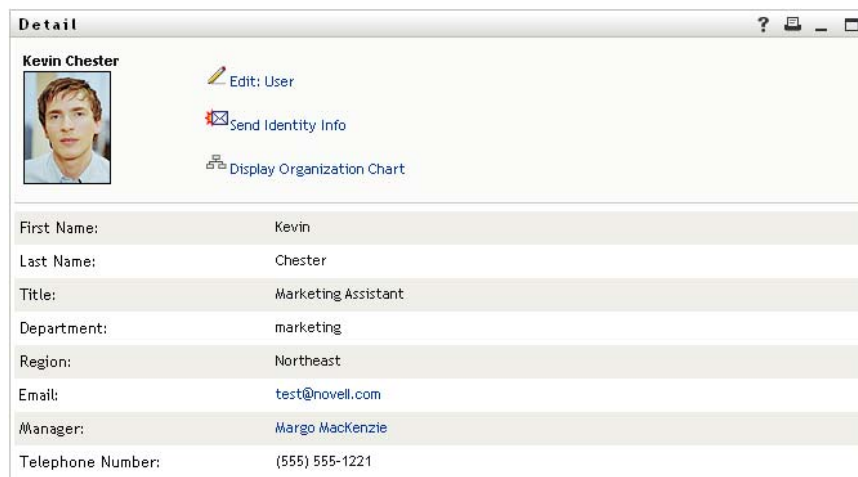 Detail
Kevin Chester
Edit: User
Send Identity Info
Display Organization Chart
First Name: Kevin
Last Name: Chester
Title: Marketing Assistant
Department: marketing
Region: Northeast
Email: test@novell.com
Manager: Margo MacKenzie
Telephone Number: (555) 555-1221